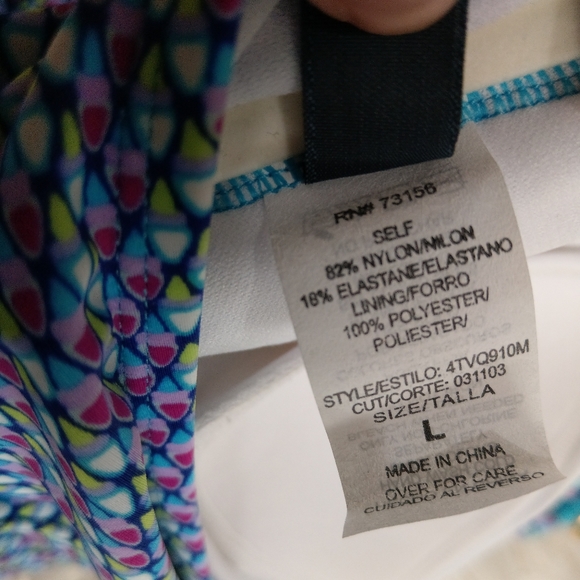 RN# 73156
SELF
82% NYLON/NILON
18% ELASTANE/ELASTANO
LINING/FORRO
100% POLYESTER/
POLIESTER/
STYLE/ESTILO: 4TVQ910M
CUT/CORTE: 031103
SIZE/TALLA
L
MADE IN CHINA
OVER FOR CARE
CUIDADO AL REVERSO